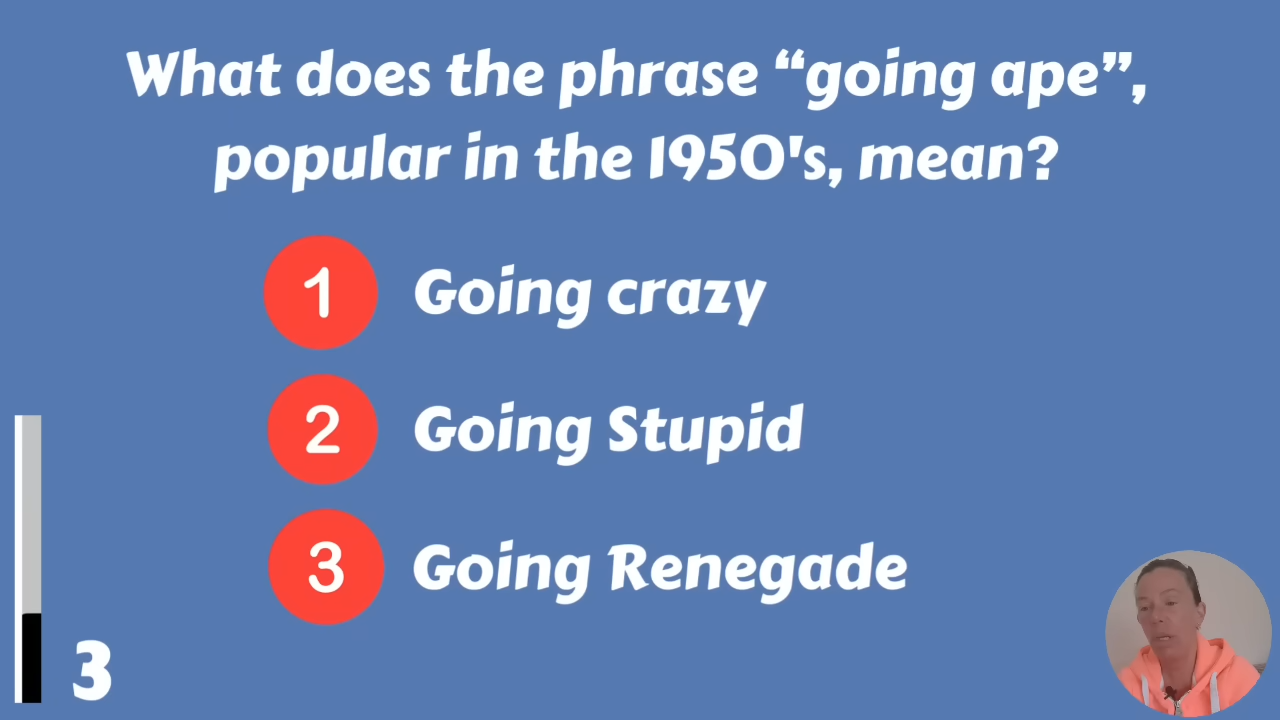 What does the phrase “going ape”,
popular in the 1950's, mean?
1 Going crazy
2 Going Stupid
3 Going Renegade
3